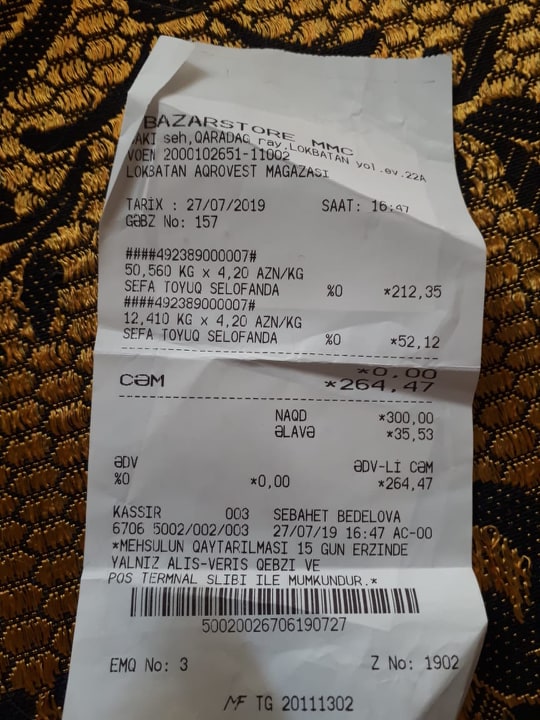 BAZARSTORE MMC
BAKI seh,QARADAG ray,LOKBATAN yol.ev.22A
VOEN 2000102651-11002
LOKBATAN AQROVEST MAGAZASI
TARİX : 27/07/2019 SAAT: 16:47
GƏBZ No: 157
####492389000007#
50,560 KG x 4,20 AZN/KG
SEFA TOYUQ SELOFANDA %0 *212,35
####492389000007#
12,410 KG x 4,20 AZN/KG
SEFA TOYUQ SELOFANDA %0 *52,12
*0,00
CƏM *264,47
NAQD *300,00
ƏLAVƏ *35,53
ƏDV ƏDV-Lİ CƏM
%0 *0,00 *264,47
KASSIR 003 SEBAHET BEDELOVA
6706 5002/002/003 27/07/19 16:47 AC-00
*MEHSULUN QAYTARILMASI 15 GUN ERZINDE
YALNIZ ALIS-VERIS QEBZI VE
POS TERMNAL SLIBI ILE MUMKUNDUR.*
50020026706190727
EMQ No: 3 Z No: 1902
MF TG 20111302